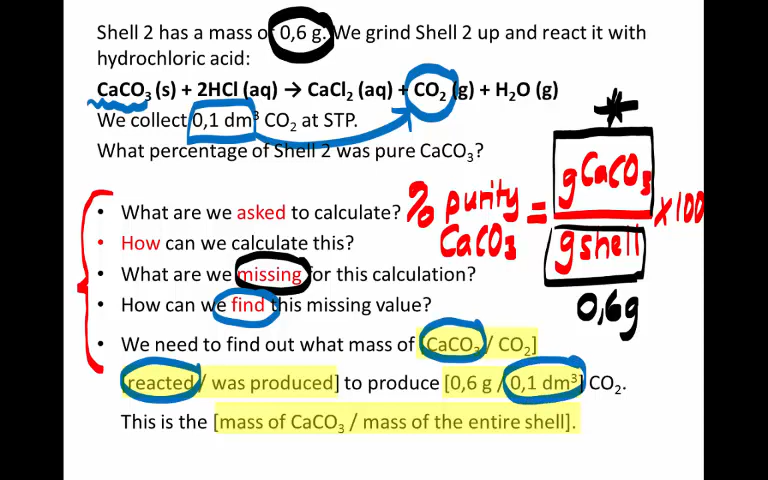 Shell 2 has a mass of 0,6 g. We grind Shell 2 up and react it with
hydrochloric acid:
CaCO₃ (s) + 2HCl (aq) → CaCl₂ (aq) + CO₂ (g) + H₂O (g)
We collect 0,1 dm³ CO₂ at STP.
What percentage of Shell 2 was pure CaCO₃?
• What are we asked to calculate?
• How can we calculate this?
• What are we missing for this calculation?
• How can we find this missing value?
% purity CaCO₃ = g CaCO₃ / g shell × 100
*
0,6g
• We need to find out what mass of [CaCO₃ / CO₂]
[reacted / was produced] to produce [0,6 g / 0,1 dm³] CO₂.
This is the [mass of CaCO₃ / mass of the entire shell].